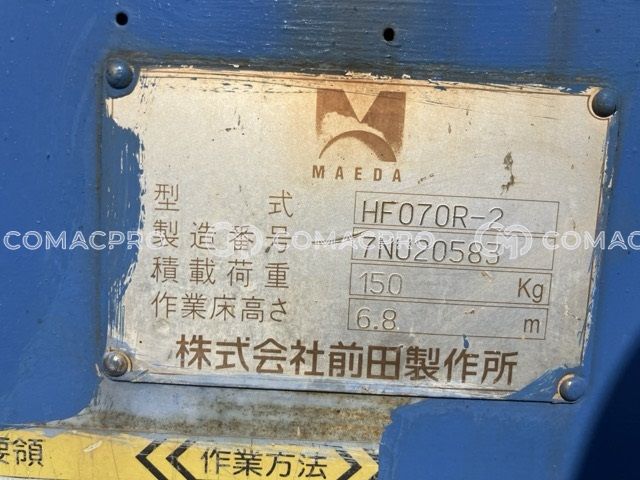 MAEDA
型 式 HF070R-2
製造番号 7N020583
積載荷重 150 Kg
作業床高さ 6.8 m
株式会社前田製作所
COMACPRO COMACPRO COMACPRO COMACPRO
要領 作業方法